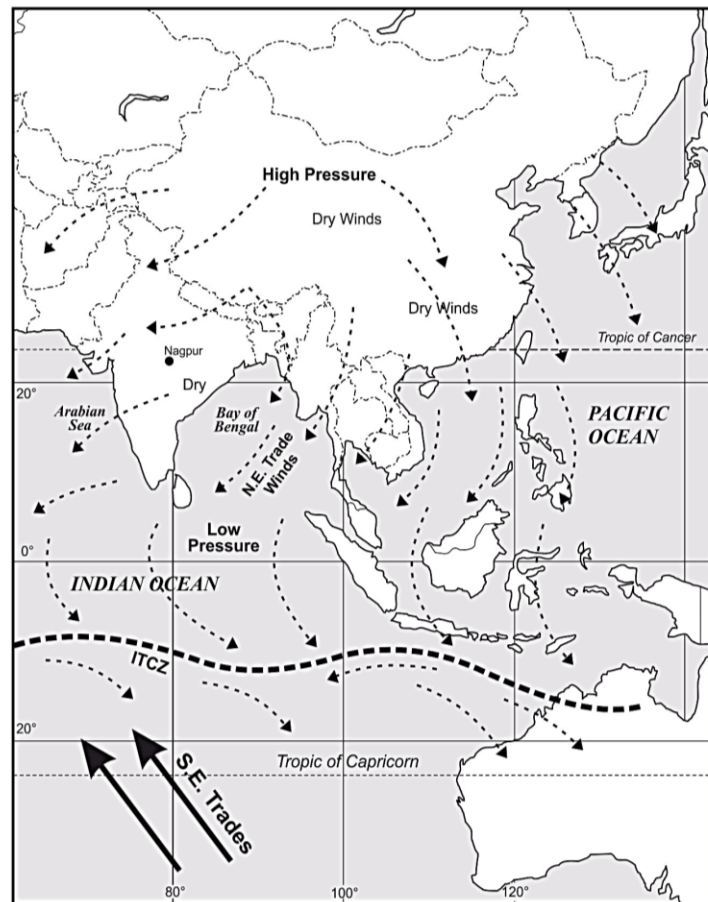 High Pressure
Dry Winds
Dry Winds
Tropic of Cancer
Nagpur
20°
Dry
Arabian
Sea
Bay of
Bengal
PACIFIC
OCEAN
N.E. Trade
Winds
Low
Pressure
0°
INDIAN OCEAN
ITCZ
20°
Tropic of Capricorn
S.E. Trades
80°
100°
120°